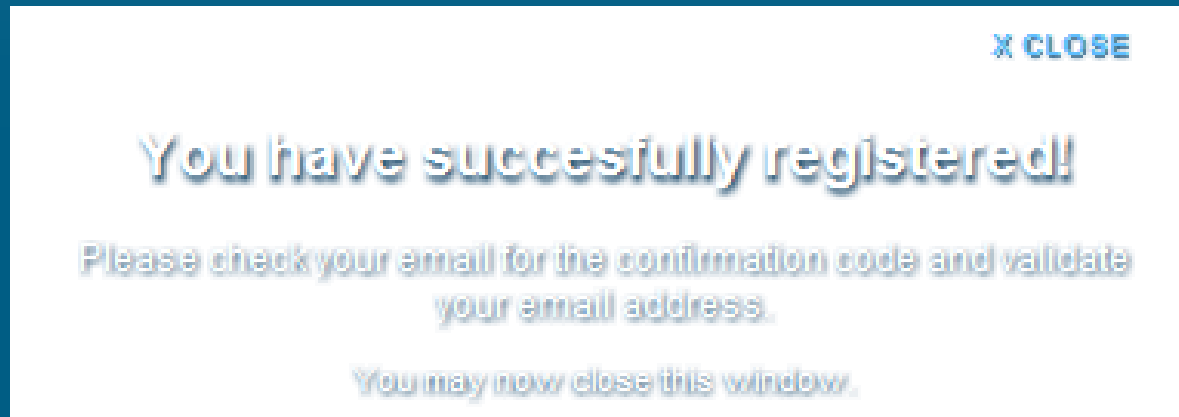 X CLOSE
You have succesfully registered!
Please check your email for the confirmation code and validate
your email address.
You may now close this window.